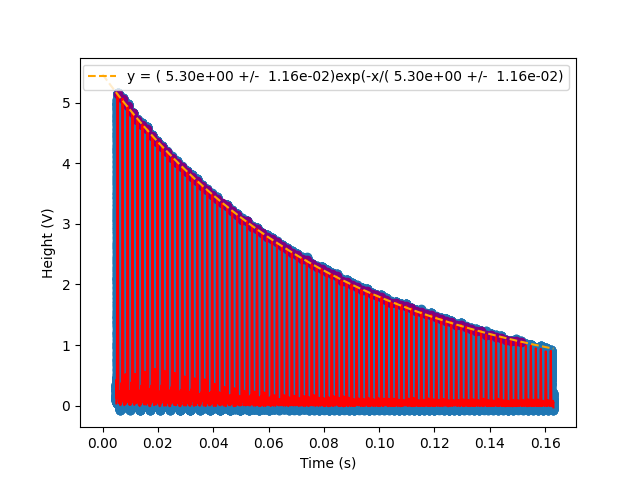 y = ( 5.30e+00 +/-  1.16e-02)exp(-x/( 5.30e+00 +/-  1.16e-02)
5
4
3
2
1
0
Height (V)
0.00 0.02 0.04 0.06 0.08 0.10 0.12 0.14 0.16
Time (s)